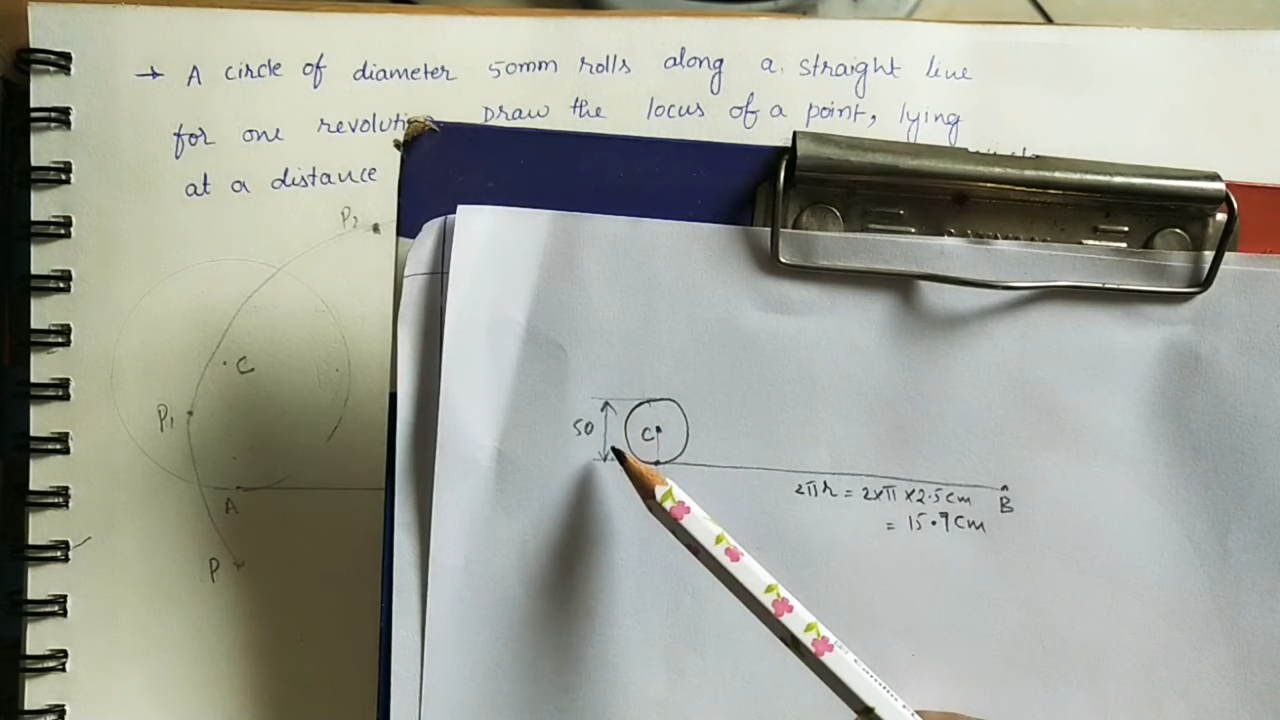 → A circle of diameter 50mm rolls along a straight line
for one revolution Draw the locus of a point, lying
at a distance
P2
C
P1
A
P
50
C
2πr = 2×π×2.5cm
= 15.7cm
B